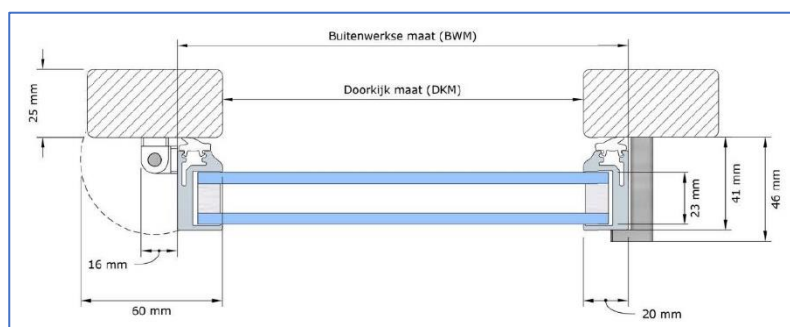 Buitenwerkse maat (BWM)
Doorkijk maat (DKM)
25 mm
23 mm
41 mm
46 mm
16 mm
60 mm
20 mm